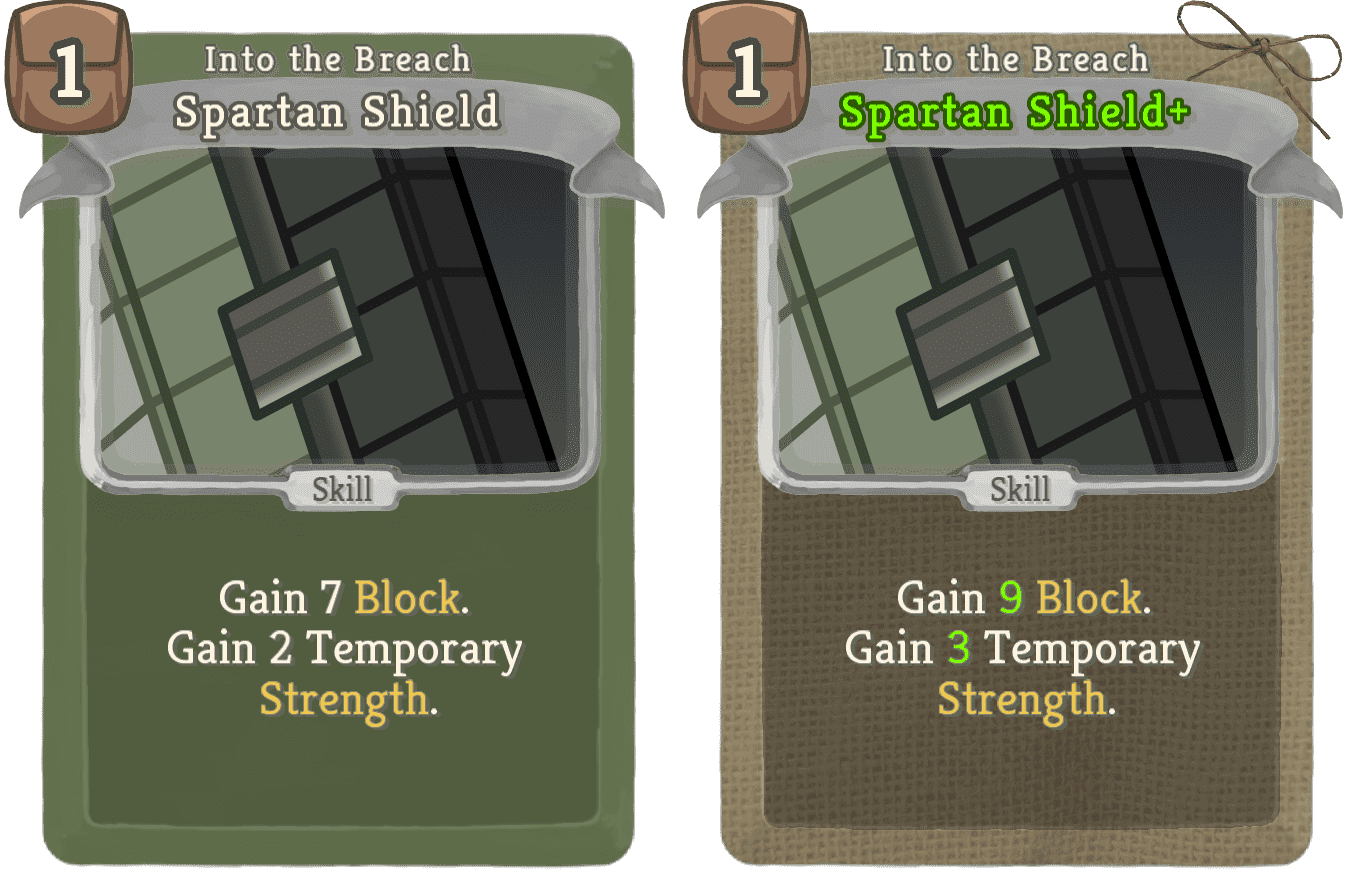 1
Into the Breach
Spartan Shield
Skill
Gain 7 Block.
Gain 2 Temporary
Strength.
1
Into the Breach
Spartan Shield+
Skill
Gain 9 Block.
Gain 3 Temporary
Strength.